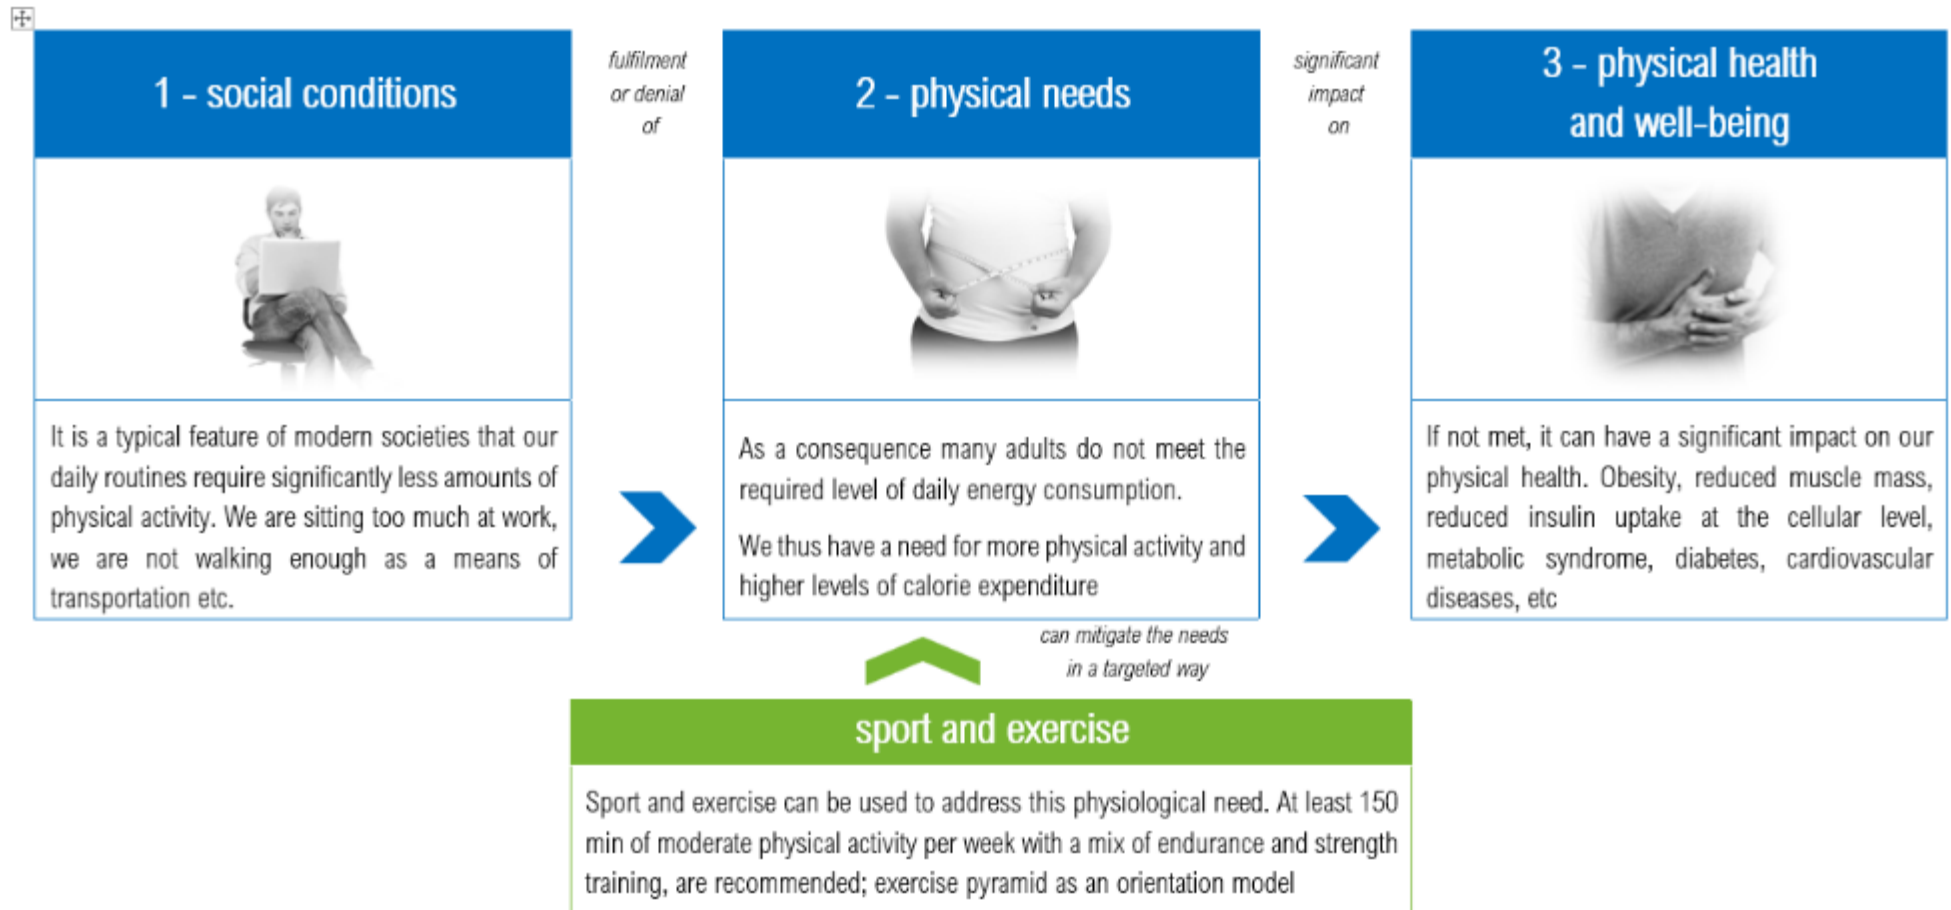 1 - social conditions
It is a typical feature of modern societies that our
daily routines require significantly less amounts of
physical activity. We are sitting too much at work,
we are not walking enough as a means of
transportation etc.
fulfilment
or denial
of
2 - physical needs
As a consequence many adults do not meet the
required level of daily energy consumption.
We thus have a need for more physical activity and
higher levels of calorie expenditure
significant
impact
on
3 - physical health
and well-being
If not met, it can have a significant impact on our
physical health. Obesity, reduced muscle mass,
reduced insulin uptake at the cellular level,
metabolic syndrome, diabetes, cardiovascular
diseases, etc
can mitigate the needs
in a targeted way
sport and exercise
Sport and exercise can be used to address this physiological need. At least 150
min of moderate physical activity per week with a mix of endurance and strength
training, are recommended; exercise pyramid as an orientation model